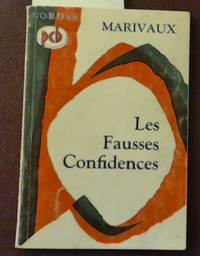 BORDAS
MARIVAUX
Les
Fausses
Confidences